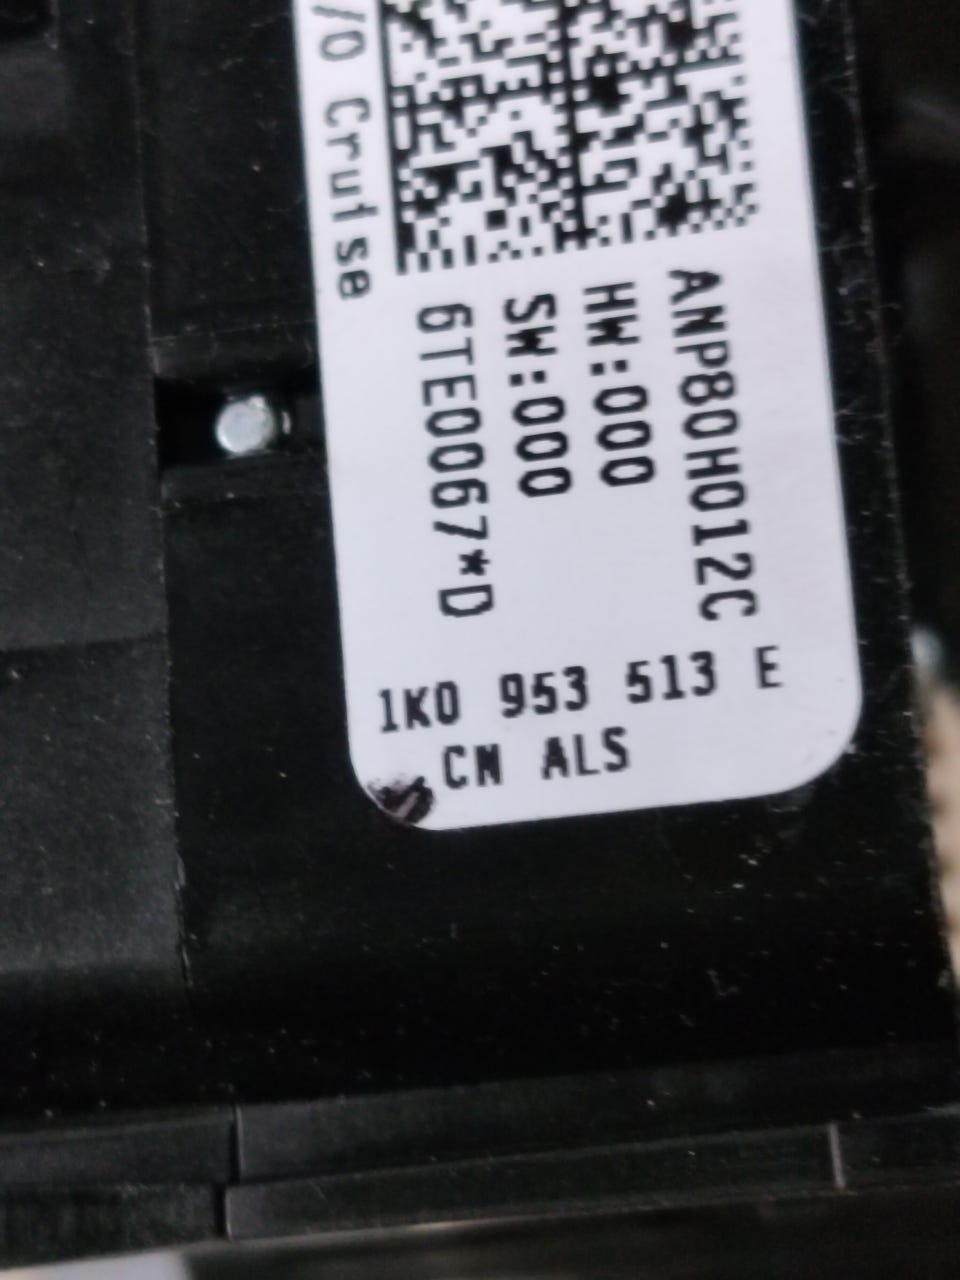 /O Cruise
6TE0067*D
SW:000
HW:000
ANP80H012C
1K0 953 513 E
CN ALS